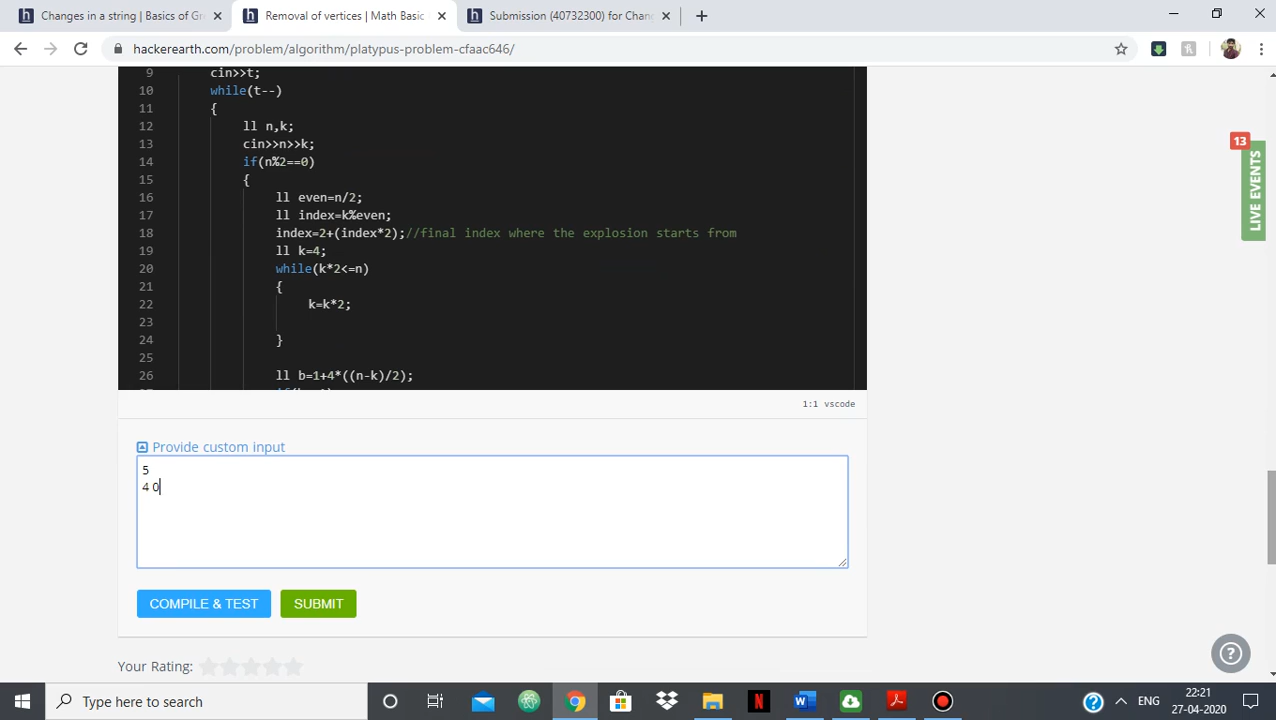 Changes in a string | Basics of Gr
Removal of vertices | Math Basic
Submission (40732300) for Chan
hackerearth.com/problem/algorithm/platypus-problem-cfaac646/
9 cin>>t;
10 while(t--)
11 {
12 ll n,k;
13 cin>>n>>k;
14 if(n%2==0)
15 {
16 ll even=n/2;
17 ll index=k%even;
18 index=2+(index*2);//final index where the explosion starts from
19 ll k=4;
20 while(k*2<=n)
21 {
22 k=k*2;
23
24 }
25
26 ll b=1+4*((n-k)/2);
1:1 vscode
Provide custom input
5
4 0
COMPILE & TEST SUBMIT
Your Rating:
13
LIVE EVENTS
Type here to search
ENG
22:21
27-04-2020